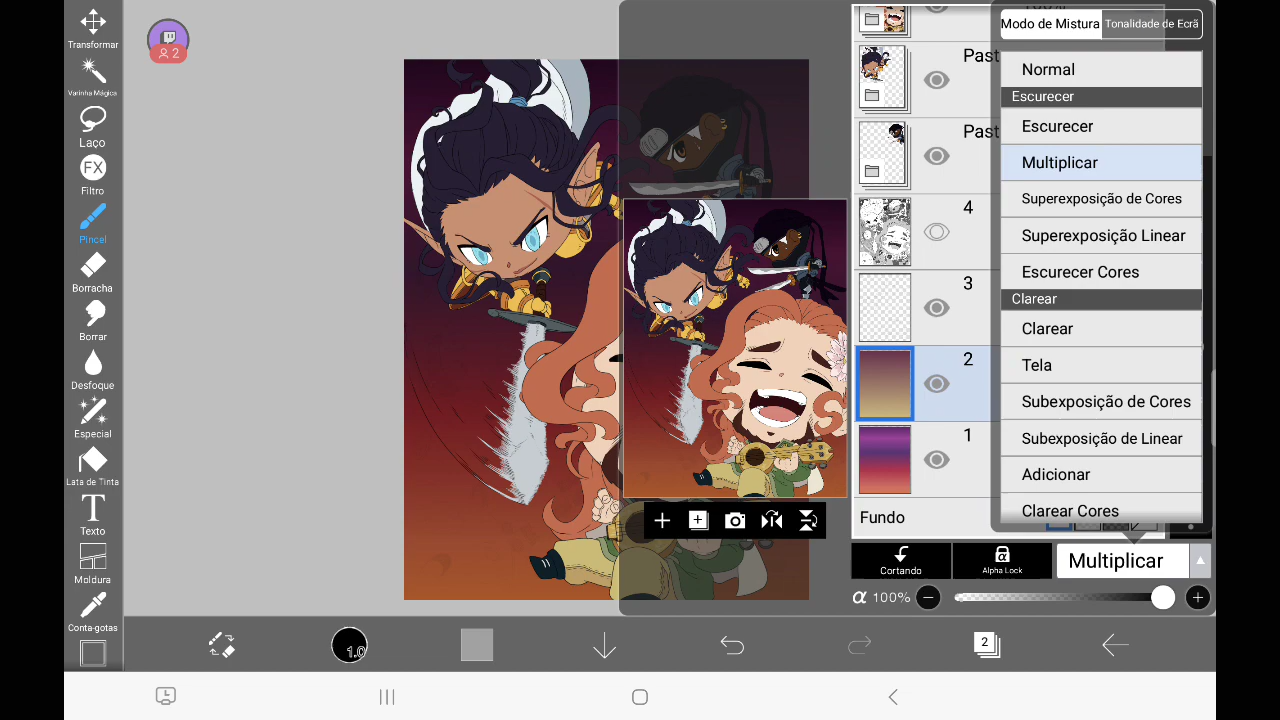 Transformar
Varinha Mágica
Laço
FX
Filtro
Pincel
Borracha
Borrar
Desfoque
Especial
Lata de Tinta
T
Texto
Moldura
Conta-gotas
2
Past
Past
4
3
2
1
Fundo
Modo de Mistura
Tonalidade de Ecrã
Normal
Escurecer
Escurecer
Multiplicar
Superexposição de Cores
Superexposição Linear
Escurecer Cores
Clarear
Clarear
Tela
Subexposição de Cores
Subexposição de Linear
Adicionar
Clarear Cores
Cortando
α
Alpha Lock
Multiplicar
α 100%
1.0
2